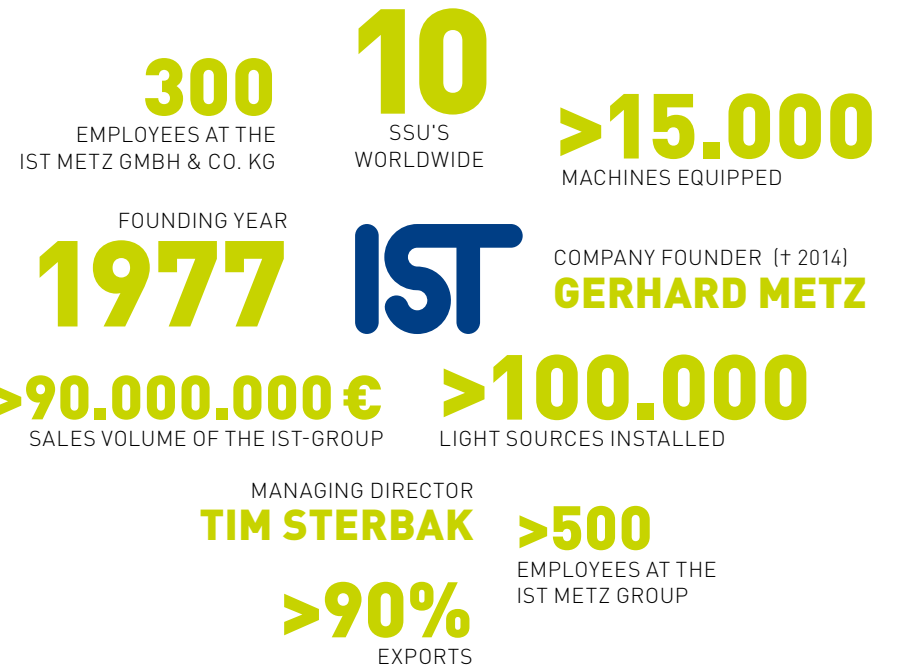 300
EMPLOYEES AT THE
IST METZ GMBH & CO. KG
10
SSU'S
WORLDWIDE
>15.000
MACHINES EQUIPPED
FOUNDING YEAR
1977
IST
COMPANY FOUNDER († 2014)
GERHARD METZ
>90.000.000 €
SALES VOLUME OF THE IST-GROUP
>100.000
LIGHT SOURCES INSTALLED
MANAGING DIRECTOR
TIM STERBAK
>500
EMPLOYEES AT THE
IST METZ GROUP
>90%
EXPORTS